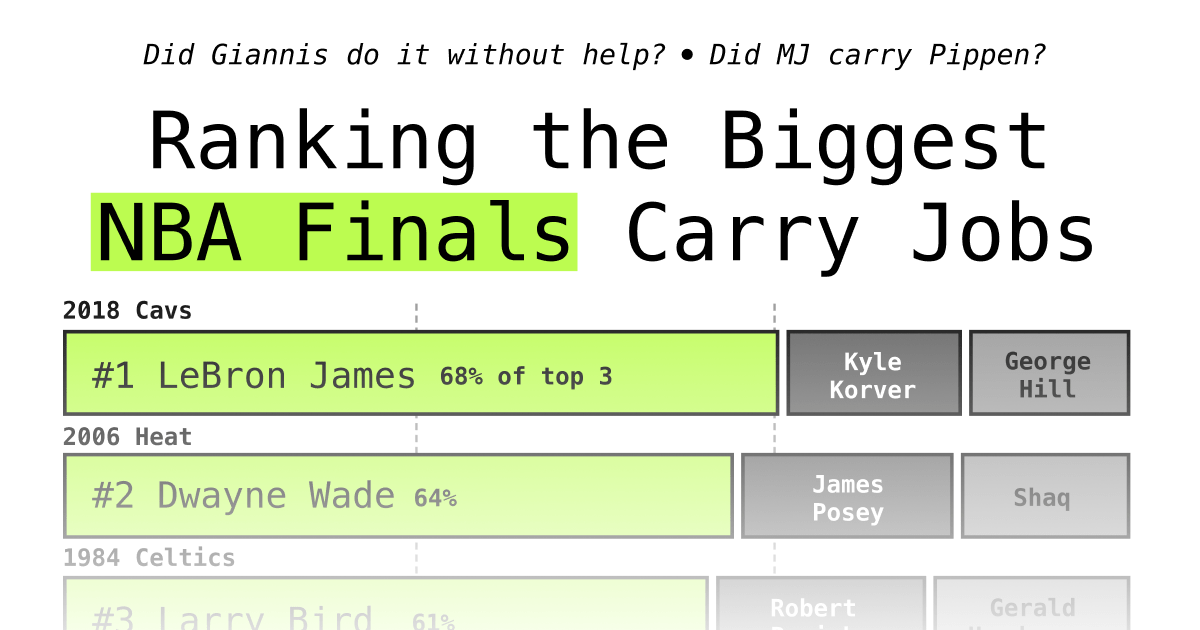 Did Giannis do it without help? • Did MJ carry Pippen?
Ranking the Biggest
NBA Finals Carry Jobs
2018 Cavs
#1 LeBron James 68% of top 3
Kyle
Korver
George
Hill
2006 Heat
#2 Dwayne Wade 64%
James
Posey
Shaq
1984 Celtics
#3 Larry Bird 61%
Robert
Gerald